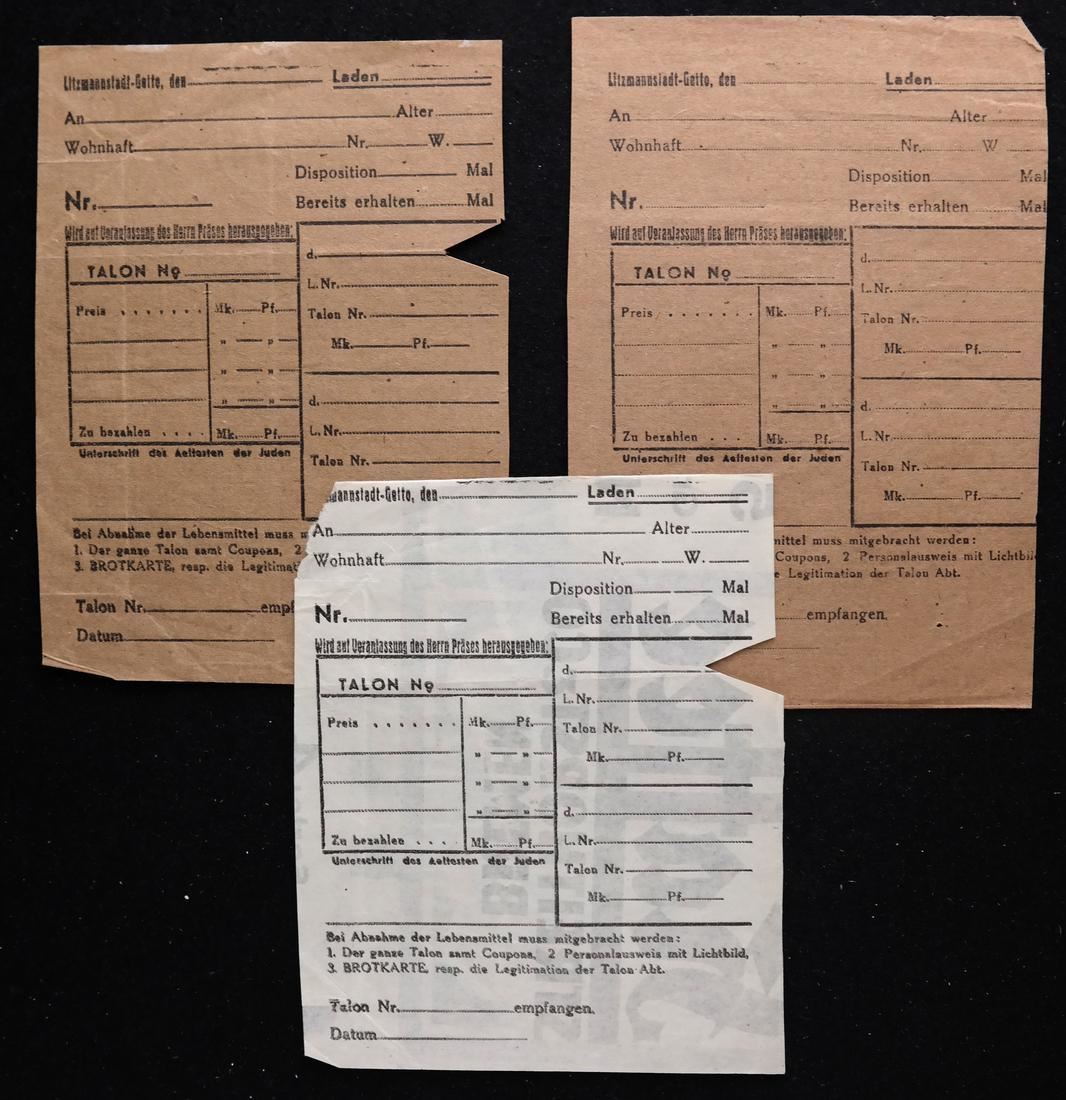 Litzmannstadt-Getto, den Laden
An Alter
Wohnhaft Nr. W.
Disposition Mal
Nr. Bereits erhalten Mal
Wird auf Veranlassung des Herrn Präses herausgegeben:
TALON No
Preis . . . . . . . Mk. Pf.
„ „
„ „
„ „
Zu bezahlen . . . . Mk. Pf.
Unterschrift des Aeltesten der Juden
d.
L. Nr.
Talon Nr.
Mk. Pf.
d.
L. Nr.
Talon Nr.
Bei Abnahme der Lebensmittel muss m
1. Der ganze Talon samt Coupons, 2
3. BROTKARTE, resp. die Legitimat
Talon Nr. empf
Datum
Litzmannstadt-Getto, den Laden
An Alter
Wohnhaft Nr. W
Disposition Mal
Nr. Bereits erhalten Mal
Wird auf Veranlassung des Herrn Präses herausgegeben:
TALON No
Preis . . . . . . . Mk. Pf.
„ „
„ „
Zu bezahlen . . . Mk. Pf.
Unterschrift des Aeltesten der Juden
d.
L. Nr.
Talon Nr.
Mk. Pf.
d.
L. Nr.
Talon Nr.
Mk. Pf.
mittel muss mitgebracht werden:
Coupons, 2 Personalausweis mit Lichtbil
e Legitimation der Talon Abt.
empfangen.
mannstadt-Getto, den Laden
An Alter
Wohnhaft Nr. W.
Disposition Mal
Nr. Bereits erhalten Mal
Wird auf Veranlassung des Herrn Präses herausgegeben:
TALON No
Preis . . . . . . . Mk. Pf.
„ „
„ „
„ „
Zu bezahlen . . . . Mk. Pf.
Unterschrift des Aeltesten der Juden
d.
L. Nr.
Talon Nr.
Mk. Pf.
d.
L. Nr.
Talon Nr.
Mk. Pf.
Bei Abnahme der Lebensmittel muss mitgebracht werden:
1. Der ganze Talon samt Coupons, 2 Personalausweis mit Lichtbild,
3. BROTKARTE, resp. die Legitimation der Talon Abt.
Talon Nr. empfangen.
Datum